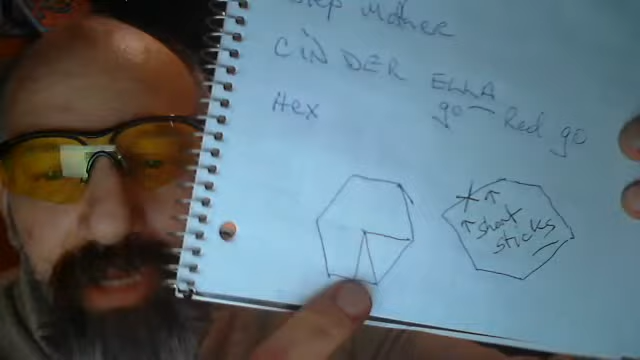 Step Mother
CiNDER ELLA
Hex
go — Red go
short
sticks